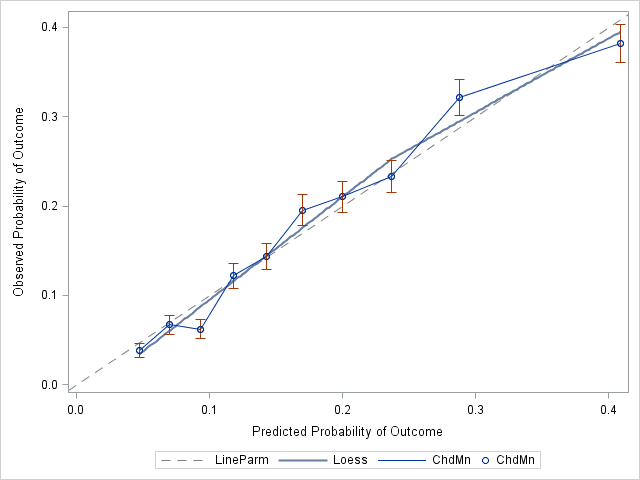 0.4
0.3
0.2
0.1
0.0
Observed Probability of Outcome
0.0 0.1 0.2 0.3 0.4
Predicted Probability of Outcome
LineParm Loess ChdMn ChdMn